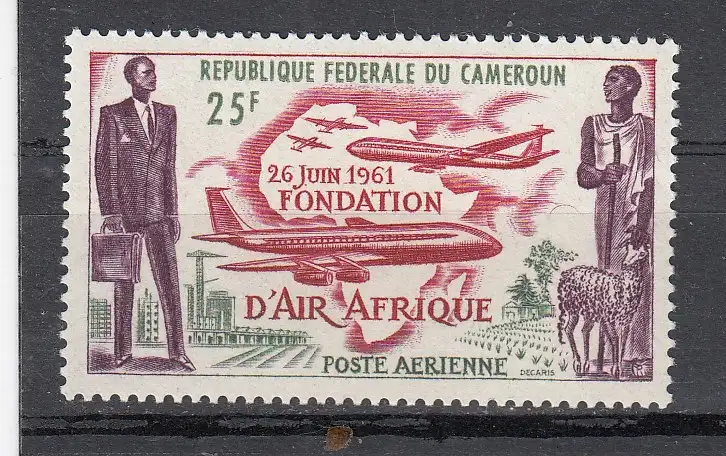 REPUBLIQUE FEDERALE DU CAMEROUN
25F
26 JUIN 1961
FONDATION
D'AIR AFRIQUE
POSTE AERIENNE
DECARIS